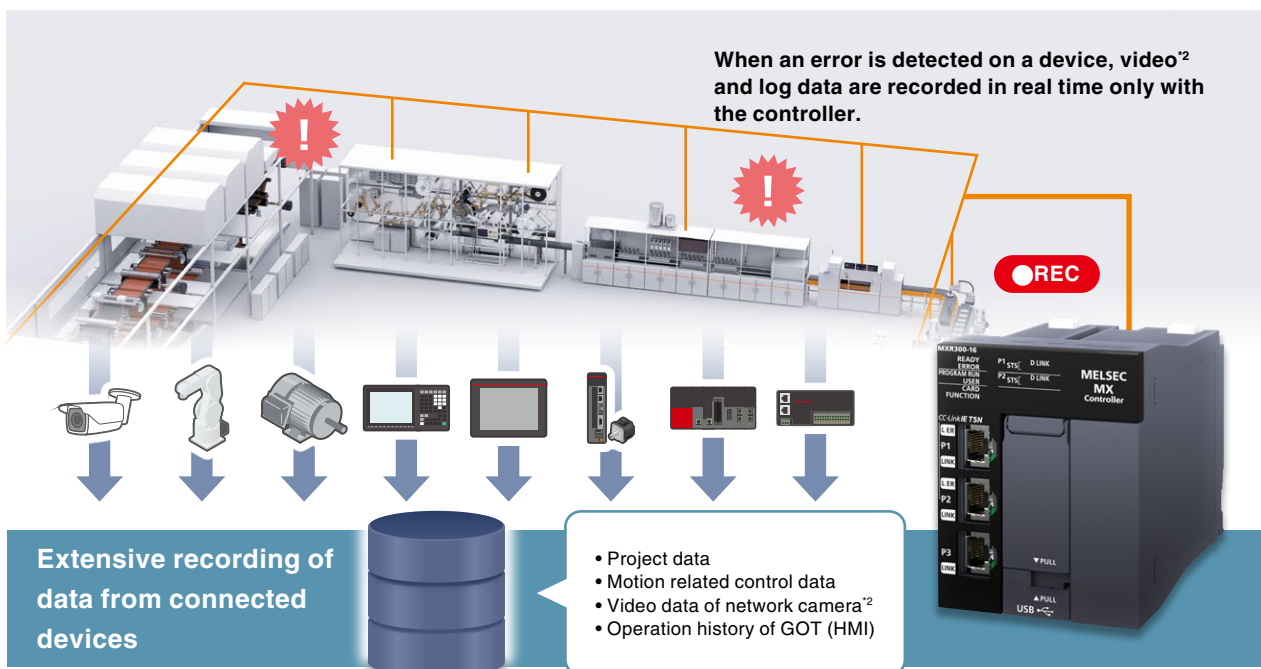 When an error is detected on a device, video*2
and log data are recorded in real time only with
the controller.
!
!
REC
MXR300-16
READY
ERROR
PROGRAM RUN
USER
CARD
FUNCTION
P1 STS D LINK
P2 STS D LINK
MELSEC
MX
Controller
CC-Link IE TSN
L ER
P1
LINK
L ER
P2
LINK
P3
LINK
▼PULL
▲PULL
USB
Extensive recording of
data from connected
devices
• Project data
• Motion related control data
• Video data of network camera*2
• Operation history of GOT (HMI)